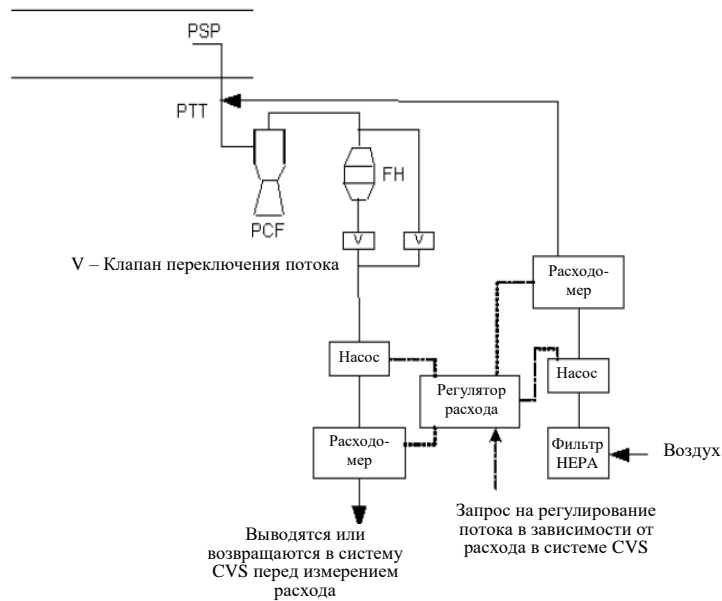 PSP
PTT
FH
PCF
V
V
V – Клапан переключения потока
Расходо-
мер
Насос
Насос
Регулятор
расхода
Расходо-
мер
Фильтр
HEPA
Воздух
Запрос на регулирование
потока в зависимости от
расхода в системе CVS
Выводятся или
возвращаются в систему
CVS перед измерением
расхода